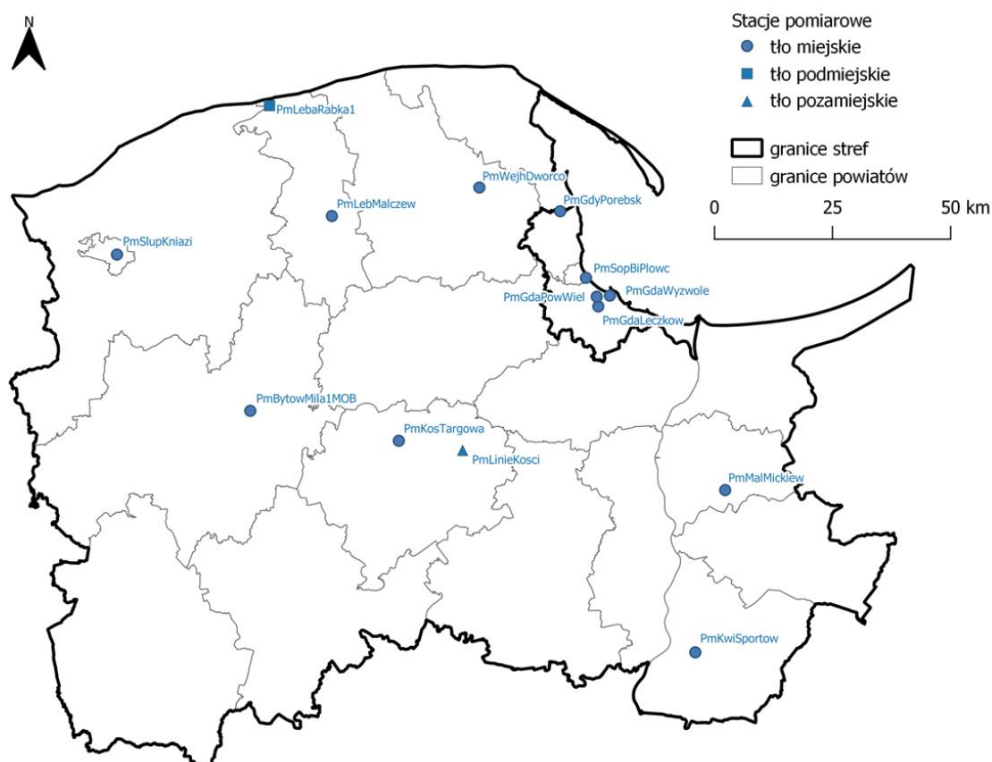 N
Stacje pomiarowe
tło miejskie
tło podmiejskie
tło pozamiejskie
granice stref
granice powiatów
0 25 50 km
PmLebaRabka1
PmWejhDworco
PmGdyPorebsk
PmLebMalczew
PmSlupKniazi
PmSopBiPlowc
PmGdaPowWiel
PmGdaWyzwole
PmGdaLeczkow
PmBytowMila1MOB
PmKosTargowa
PmLinieKosci
PmMalMickiew
PmKwiSportow